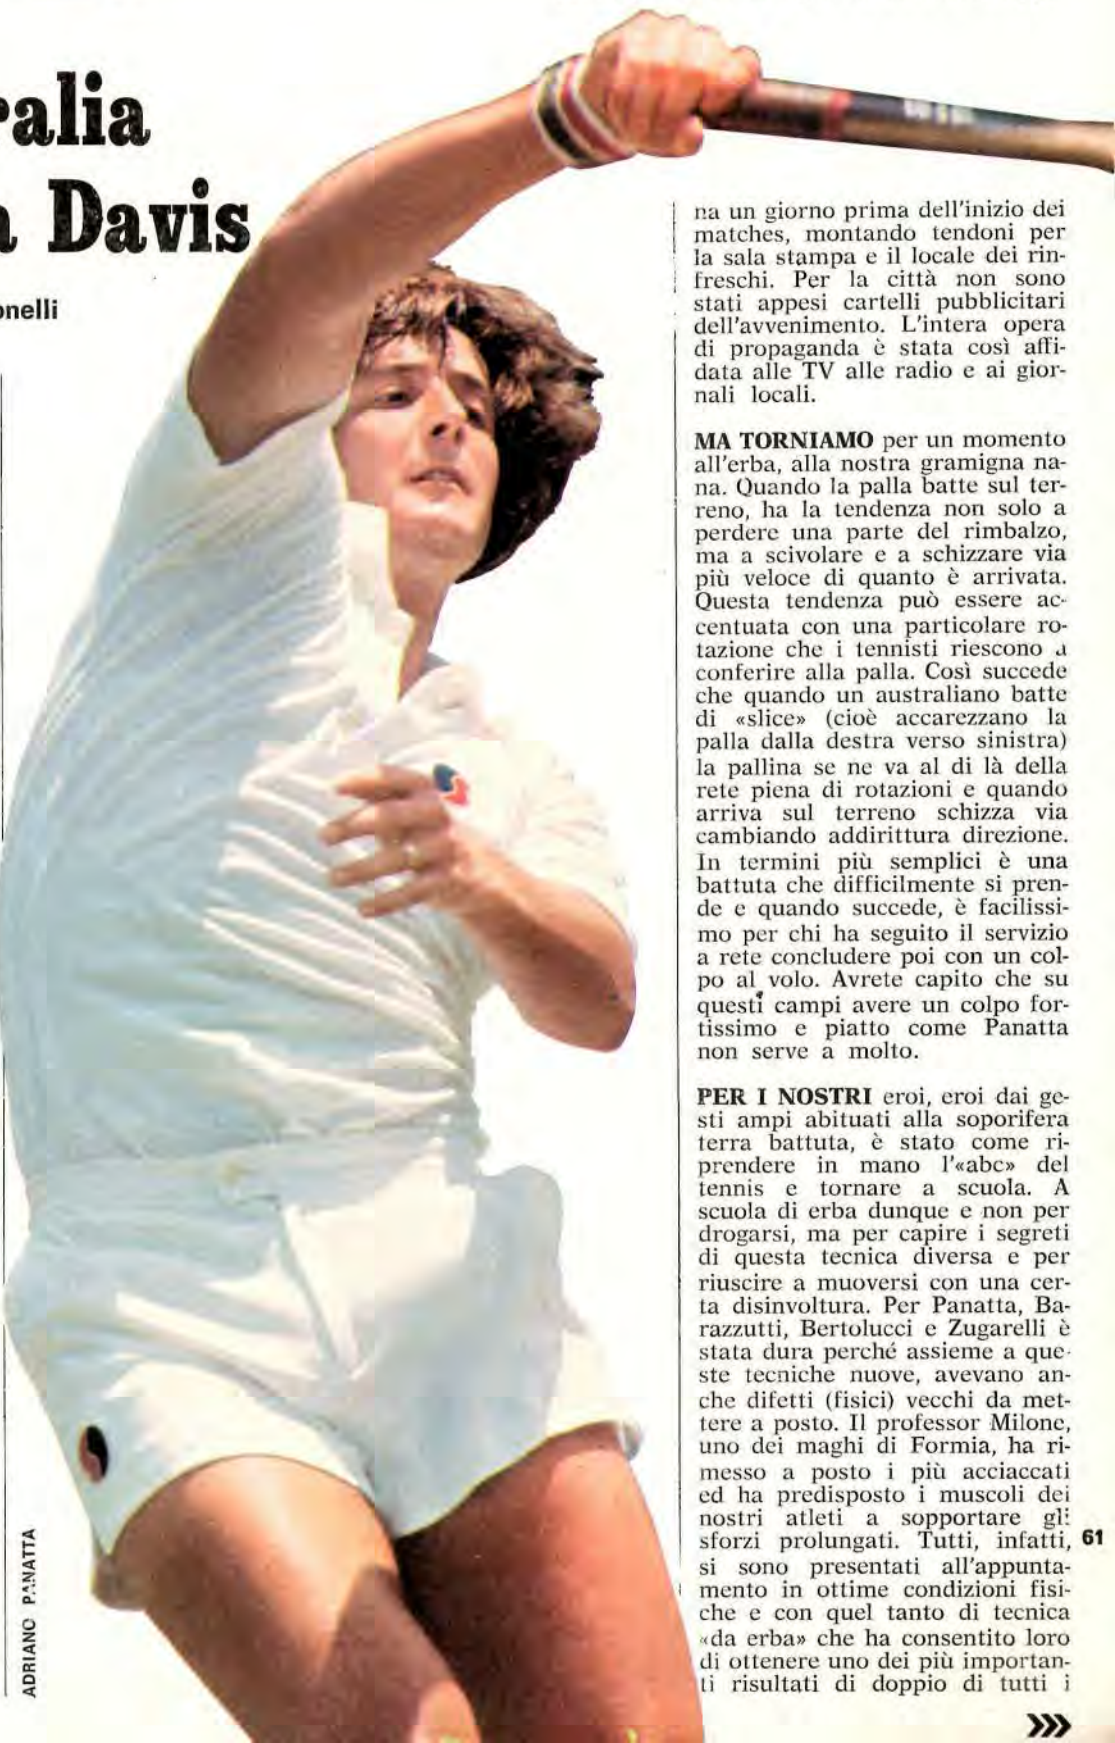 ralia
a Davis
onelli
na un giorno prima dell'inizio dei
matches, montando tendoni per
la sala stampa e il locale dei rin-
freschi. Per la città non sono
stati appesi cartelli pubblicitari
dell'avvenimento. L'intera opera
di propaganda è stata così affi-
data alle TV alle radio e ai gior-
nali locali.
MA TORNIAMO per un momento
all'erba, alla nostra gramigna na-
na. Quando la palla batte sul ter-
reno, ha la tendenza non solo a
perdere una parte del rimbalzo,
ma a scivolare e a schizzare via
più veloce di quanto è arrivata.
Questa tendenza può essere ac-
centuata con una particolare ro-
tazione che i tennisti riescono a
conferire alla palla. Così succede
che quando un australiano batte
di «slice» (cioè accarezzano la
palla dalla destra verso sinistra)
la pallina se ne va al di là della
rete piena di rotazioni e quando
arriva sul terreno schizza via
cambiando addirittura direzione.
In termini più semplici è una
battuta che difficilmente si pren-
de e quando succede, è facilissi-
mo per chi ha seguito il servizio
a rete concludere poi con un col-
po al volo. Avrete capito che su
questi campi avere un colpo for-
tissimo e piatto come Panatta
non serve a molto.
PER I NOSTRI eroi, eroi dai ge-
sti ampi abituati alla soporifera
terra battuta, è stato come ri-
prendere in mano l'«abc» del
tennis e tornare a scuola. A
scuola di erba dunque e non per
drogarsi, ma per capire i segreti
di questa tecnica diversa e per
riuscire a muoversi con una cer-
ta disinvoltura. Per Panatta, Ba-
razzutti, Bertolucci e Zugarelli è
stata dura perché assieme a que-
ste tecniche nuove, avevano an-
che difetti (fisici) vecchi da met-
tere a posto. Il professor Milone,
uno dei maghi di Formia, ha ri-
messo a posto i più acciaccati
ed ha predisposto i muscoli dei
nostri atleti a sopportare gli
sforzi prolungati. Tutti, infatti,
si sono presentati all'appunta-
mento in ottime condizioni fisi-
che e con quel tanto di tecnica
«da erba» che ha consentito loro
di ottenere uno dei più importan-
ti risultati di doppio di tutti i
61
ADRIANO PANATTA